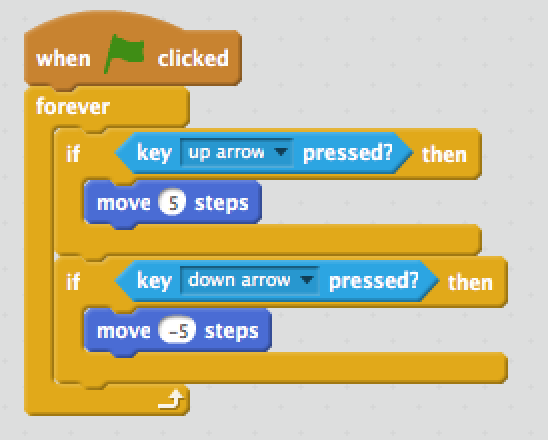 when clicked
forever
if key up arrow pressed? then
move 5 steps
if key down arrow pressed? then
move -5 steps